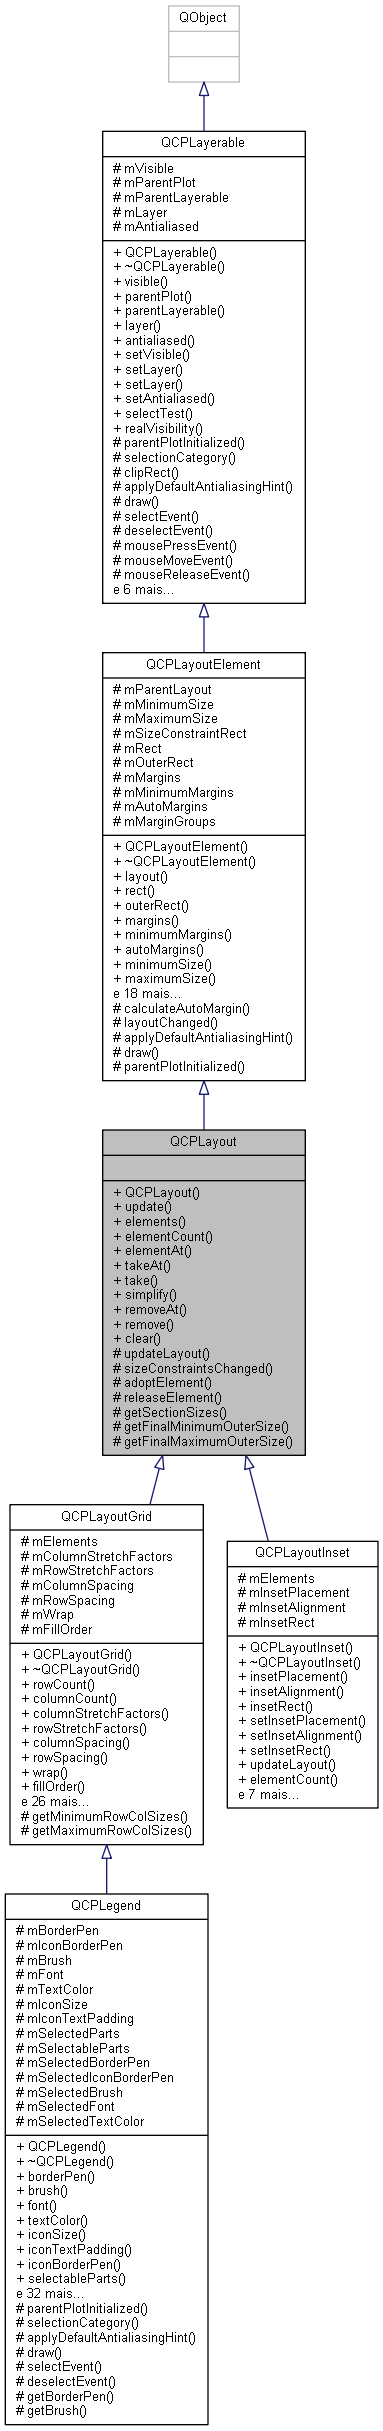 QObject
QCPLayerable
# mVisible
# mParentPlot
# mParentLayerable
# mLayer
# mAntialiased
+ QCPLayerable()
+ ~QCPLayerable()
+ visible()
+ parentPlot()
+ parentLayerable()
+ layer()
+ antialiased()
+ setVisible()
+ setLayer()
+ setLayer()
+ setAntialiased()
+ selectTest()
+ realVisibility()
# parentPlotInitialized()
# selectionCategory()
# clipRect()
# applyDefaultAntialiasingHint()
# draw()
# selectEvent()
# deselectEvent()
# mousePressEvent()
# mouseMoveEvent()
# mouseReleaseEvent()
e 6 mais...
QCPLayoutElement
# mParentLayout
# mMinimumSize
# mMaximumSize
# mSizeConstraintRect
# mRect
# mOuterRect
# mMargins
# mMinimumMargins
# mAutoMargins
# mMarginGroups
+ QCPLayoutElement()
+ ~QCPLayoutElement()
+ layout()
+ rect()
+ outerRect()
+ margins()
+ minimumMargins()
+ autoMargins()
+ minimumSize()
+ maximumSize()
e 18 mais...
# calculateAutoMargin()
# layoutChanged()
# applyDefaultAntialiasingHint()
# draw()
# parentPlotInitialized()
QCPLayout
+ QCPLayout()
+ update()
+ elements()
+ elementCount()
+ elementAt()
+ takeAt()
+ take()
+ simplify()
+ removeAt()
+ remove()
+ clear()
# updateLayout()
# sizeConstraintsChanged()
# adoptElement()
# releaseElement()
# getSectionSizes()
# getFinalMinimumOuterSize()
# getFinalMaximumOuterSize()
QCPLayoutGrid
# mElements
# mColumnStretchFactors
# mRowStretchFactors
# mColumnSpacing
# mRowSpacing
# mWrap
# mFillOrder
+ QCPLayoutGrid()
+ ~QCPLayoutGrid()
+ rowCount()
+ columnCount()
+ columnStretchFactors()
+ rowStretchFactors()
+ columnSpacing()
+ rowSpacing()
+ wrap()
+ fillOrder()
e 26 mais...
# getMinimumRowColSizes()
# getMaximumRowColSizes()
QCPLayoutInset
# mElements
# mInsetPlacement
# mInsetAlignment
# mInsetRect
+ QCPLayoutInset()
+ ~QCPLayoutInset()
+ insetPlacement()
+ insetAlignment()
+ insetRect()
+ setInsetPlacement()
+ setInsetAlignment()
+ setInsetRect()
+ updateLayout()
+ elementCount()
e 7 mais...
QCPLegend
# mBorderPen
# mIconBorderPen
# mBrush
# mFont
# mTextColor
# mIconSize
# mIconTextPadding
# mSelectedParts
# mSelectableParts
# mSelectedBorderPen
# mSelectedIconBorderPen
# mSelectedBrush
# mSelectedFont
# mSelectedTextColor
+ QCPLegend()
+ ~QCPLegend()
+ borderPen()
+ brush()
+ font()
+ textColor()
+ iconSize()
+ iconTextPadding()
+ iconBorderPen()
+ selectableParts()
e 32 mais...
# parentPlotInitialized()
# selectionCategory()
# applyDefaultAntialiasingHint()
# draw()
# selectEvent()
# deselectEvent()
# getBorderPen()
# getBrush()